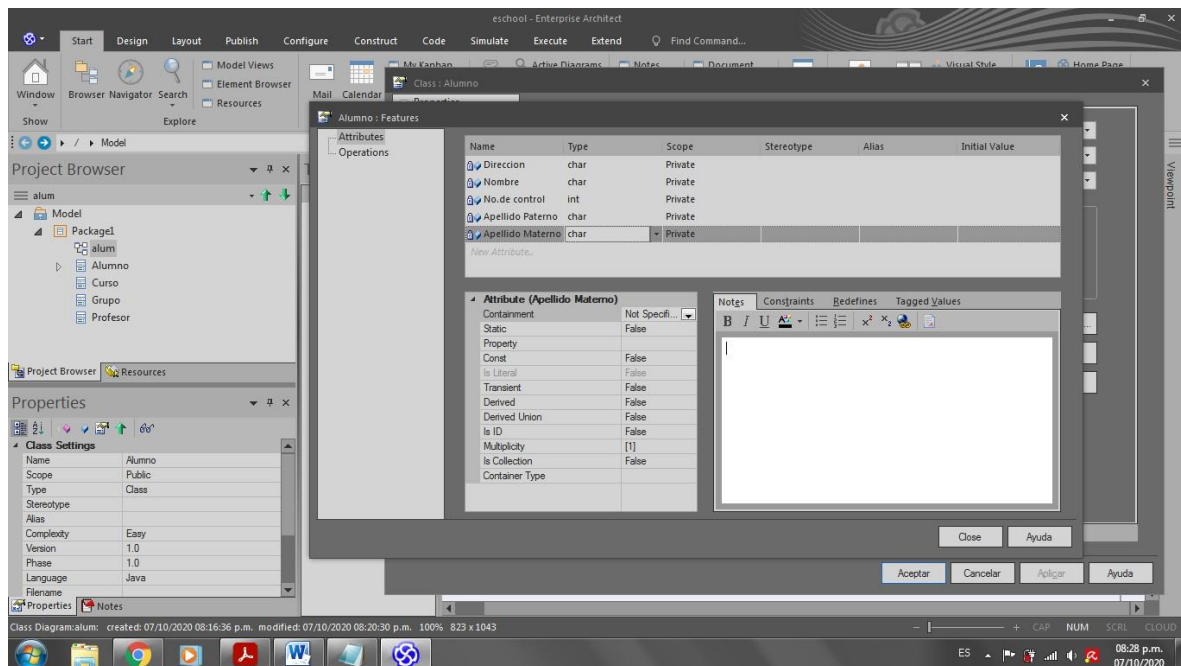 eschool - Enterprise Architect
Start Design Layout Publish Configure Construct Code Simulate Execute Extend Find Command...
Model Views
Element Browser
Resources
Window Browser Navigator Search
Show Explore
Mail Calendar
My Kanban Active Diagrams Notes Document Visual Style Home Page
Class : Alumno
/ Model
Project Browser
alum
Model
Package1
alum
Alumno
Curso
Grupo
Profesor
Project Browser Resources
Properties
Class Settings
Name Alumno
Scope Public
Type Class
Stereotype
Alias
Complexity Easy
Version 1.0
Phase 1.0
Language Java
Filename
Properties Notes
Alumno : Features
Attributes
Operations
Name Type Scope Stereotype Alias Initial Value
Direccion char Private
Nombre char Private
No.de control int Private
Apellido Paterno char Private
Apellido Materno char Private
New Attribute...
Attribute (Apellido Materno)
Containment Not Specifi...
Static False
Property
Const False
Is Literal False
Transient False
Derived False
Derived Union False
Is ID False
Multiplicity [1]
Is Collection False
Container Type
Notes Constraints Redefines Tagged Values
B I U A x² x₂
Close Ayuda
Aceptar Cancelar Aplicar Ayuda
Viewpoint
Class Diagram:alum: created: 07/10/2020 08:16:36 p.m. modified: 07/10/2020 08:20:30 p.m. 100% 823 x 1043
CAP NUM SCRL CLOUD
ES 08:28 p.m.
07/10/2020